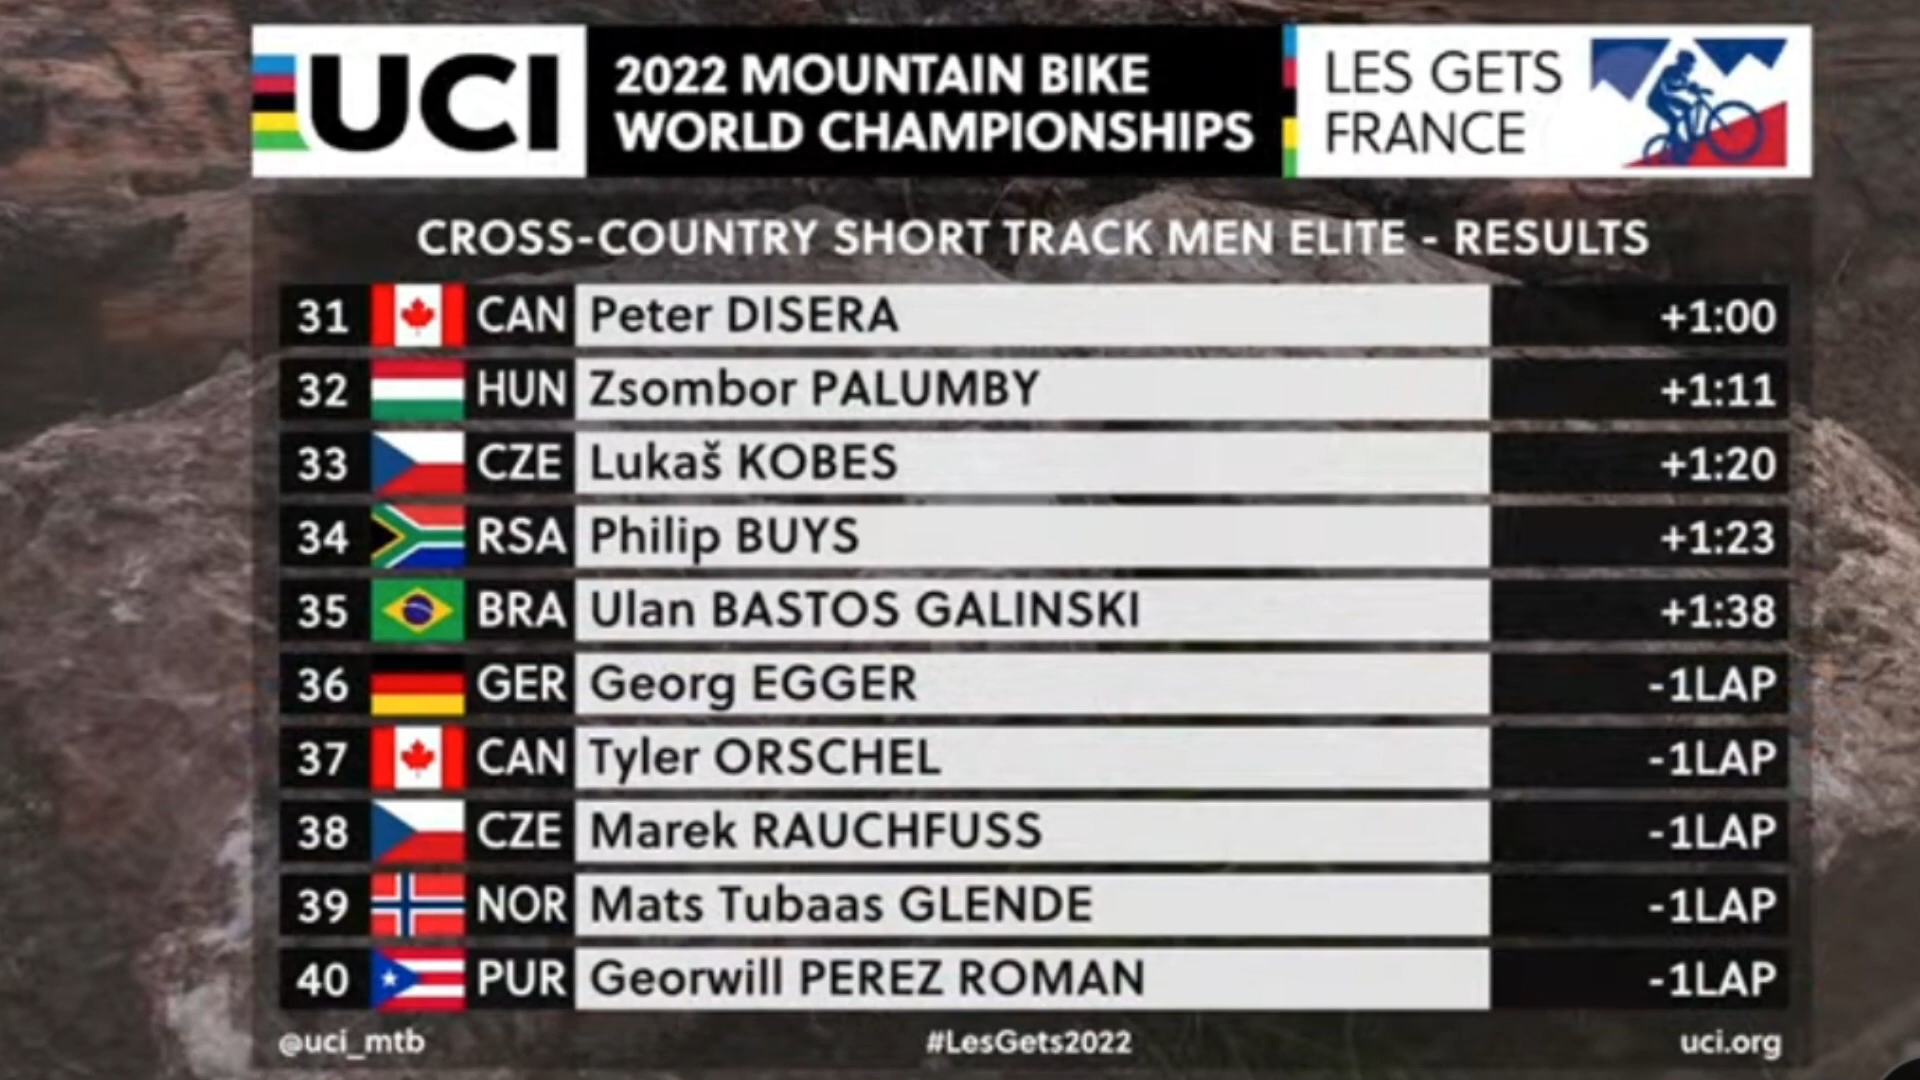 UCI
2022 MOUNTAIN BIKE
WORLD CHAMPIONSHIPS
LES GETS
FRANCE
CROSS-COUNTRY SHORT TRACK MEN ELITE - RESULTS
31 CAN Peter DISERA +1:00
32 HUN Zsombor PALUMBY +1:11
33 CZE Lukaš KOBES +1:20
34 RSA Philip BUYS +1:23
35 BRA Ulan BASTOS GALINSKI +1:38
36 GER Georg EGGER -1LAP
37 CAN Tyler ORSCHEL -1LAP
38 CZE Marek RAUCHFUSS -1LAP
39 NOR Mats Tubaas GLENDE -1LAP
40 PUR Georwill PEREZ ROMAN -1LAP
@uci_mtb #LesGets2022 uci.org